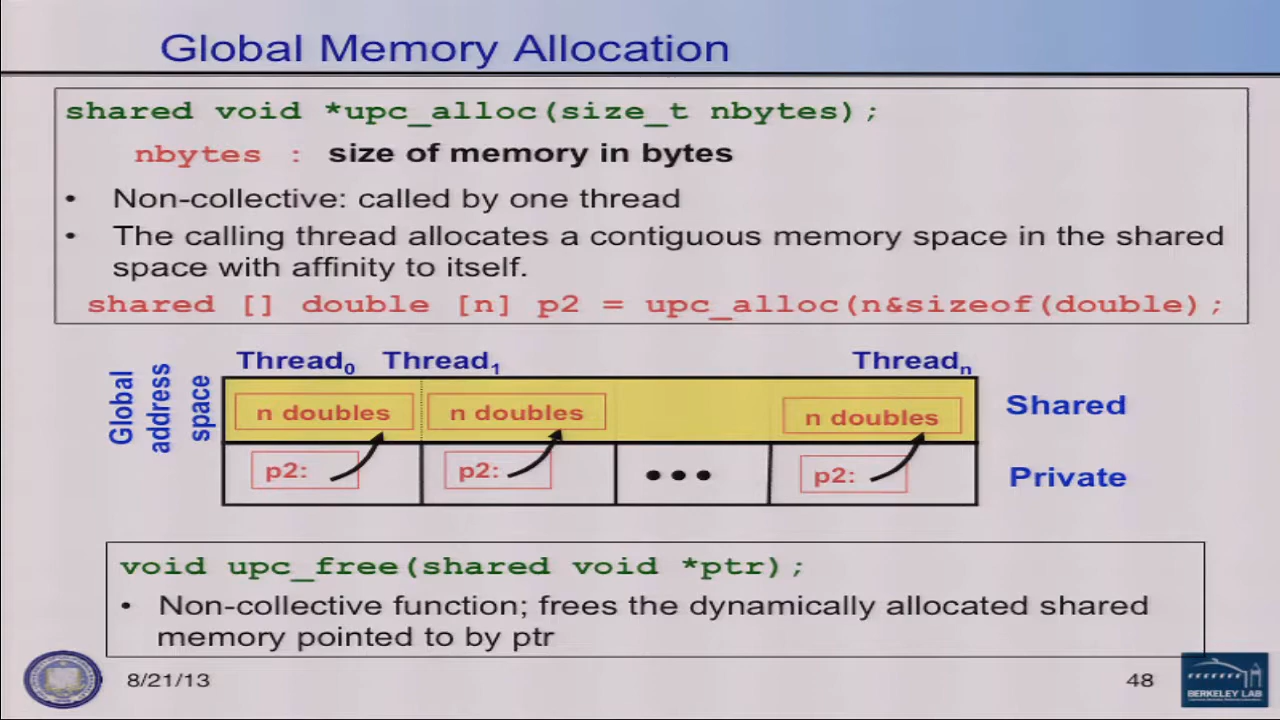 Global Memory Allocation
shared void *upc_alloc(size_t nbytes);
nbytes : size of memory in bytes
• Non-collective: called by one thread
• The calling thread allocates a contiguous memory space in the shared
space with affinity to itself.
shared [] double [n] p2 = upc_alloc(n&sizeof(double);
Global
address
space
Thread0 Thread1 Threadn
n doubles n doubles n doubles
Shared
p2: p2: ••• p2:
Private
void upc_free(shared void *ptr);
• Non-collective function; frees the dynamically allocated shared
memory pointed to by ptr
8/21/13
48
BERKELEY LAB